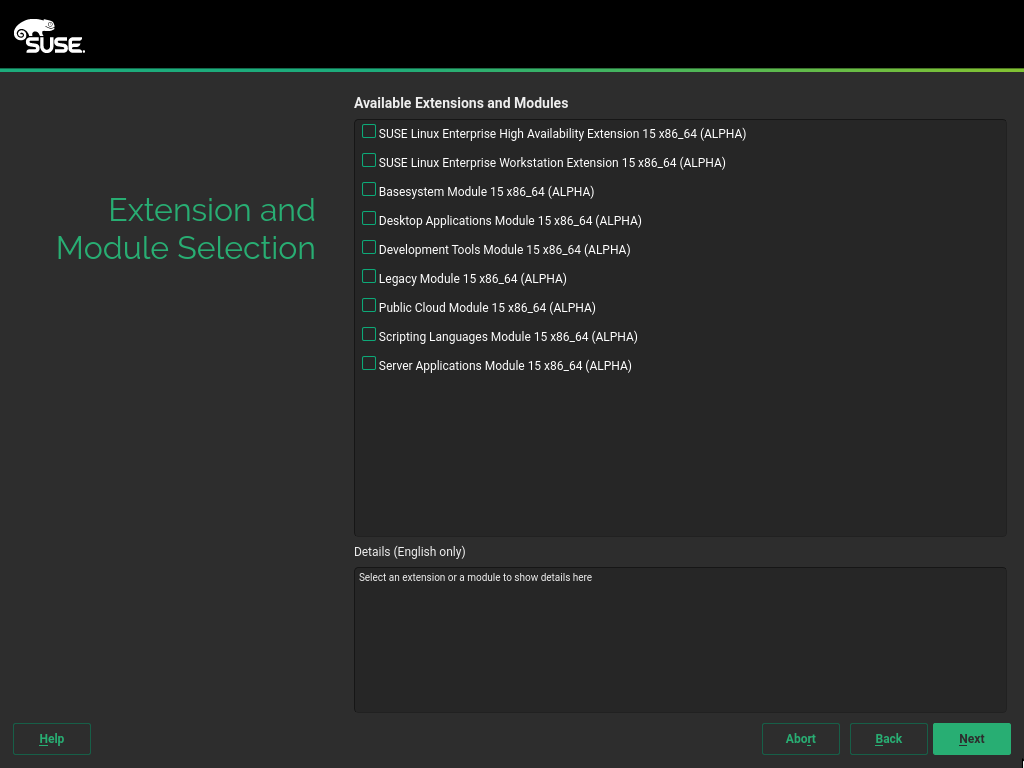 SUSE.
Available Extensions and Modules
SUSE Linux Enterprise High Availability Extension 15 x86_64 (ALPHA)
SUSE Linux Enterprise Workstation Extension 15 x86_64 (ALPHA)
Basesystem Module 15 x86_64 (ALPHA)
Desktop Applications Module 15 x86_64 (ALPHA)
Development Tools Module 15 x86_64 (ALPHA)
Legacy Module 15 x86_64 (ALPHA)
Public Cloud Module 15 x86_64 (ALPHA)
Scripting Languages Module 15 x86_64 (ALPHA)
Server Applications Module 15 x86_64 (ALPHA)
Extension and
Module Selection
Details (English only)
Select an extension or a module to show details here
Help
Abort
Back
Next